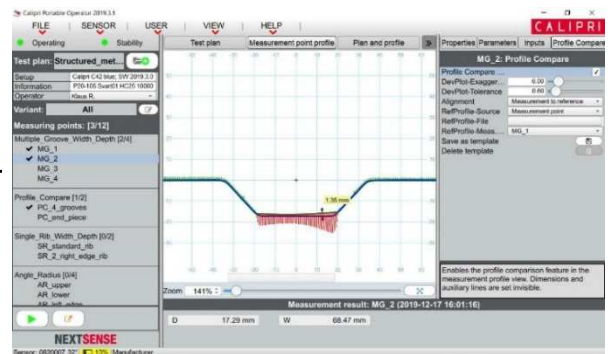 Calipri Portable Operator 2019.3.3
FILE SENSOR USER VIEW HELP
CALIPRI
Operating Stability
Test plan: Structured_met...
Setup Calipri C42 blue; SW 2019.3.0
Information
Operator Klaus R.
Variant: All
Measuring points: [3/12]
Multiple_Groove_Width_Depth [2/4]
MG_1
MG_2
MG_3
MG_4
Profile_Compare [1/2]
PC_4_grooves
PC_end_piece
Single_Rib_Width_Depth [0/2]
SR_standard_rib
SR_2_right_edge_rib
Angle_Radius [0/4]
AR_upper
AR_lower
AR_left_edge
NEXTSENSE
Test plan Measurement point profile Plan and profile
1.36 mm
Zoom 141%
Measurement result: MG_2 (2019-12-17 16:01:16)
D 17.29 mm W 68.47 mm
Properties Parameters Inputs Profile Compare
MG_2: Profile Compare
Profile Compare ...
DevPlot-Exagger... 6.00
DevPlot-Tolerance 0.60
Alignment Measurement to reference
RefProfile-Source Measurement point
RefProfile-File
RefProfile-Meas... MG_1
Save as template
Delete template
Enables the profile comparison feature in the
measurement profile view. Dimensions and
auxiliary lines are set invisible.
13% Manufacturer